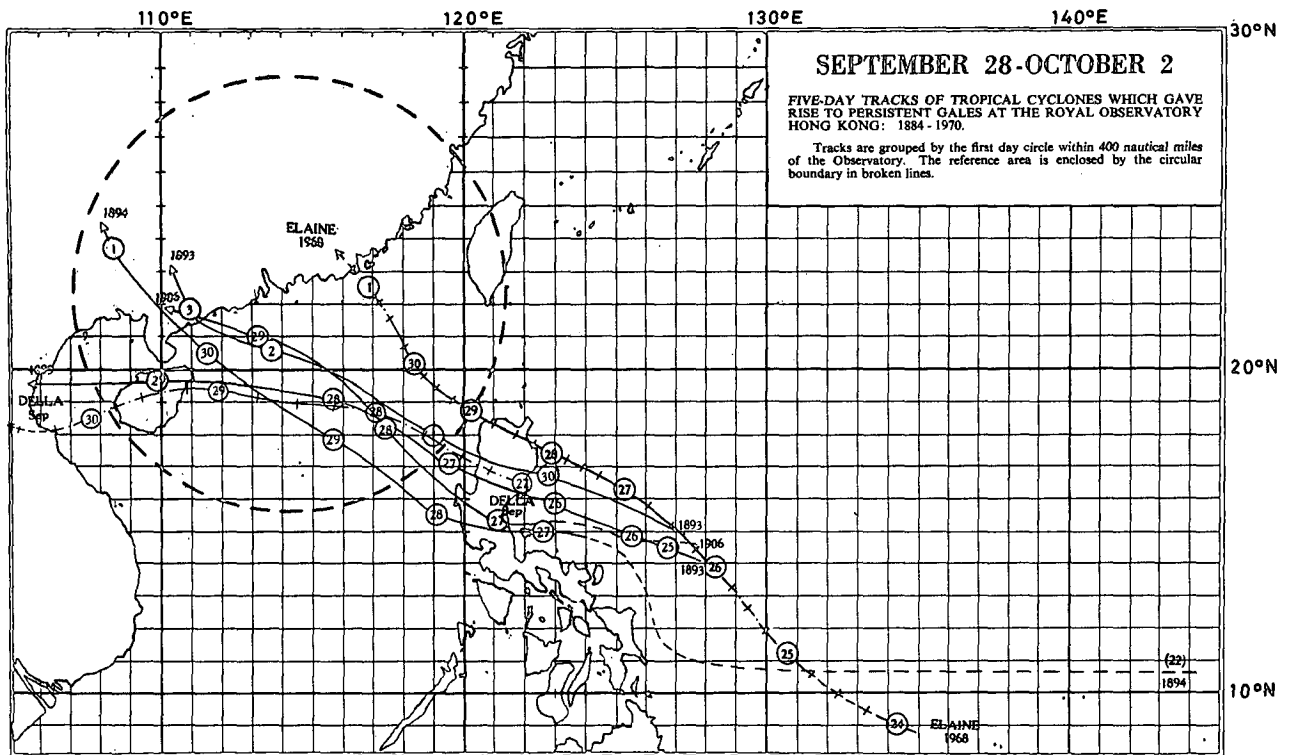 110°E 120°E 130°E 140°E
30°N
SEPTEMBER 28-OCTOBER 2
FIVE-DAY TRACKS OF TROPICAL CYCLONES WHICH GAVE
RISE TO PERSISTENT GALES AT THE ROYAL OBSERVATORY
HONG KONG: 1884-1970.
Tracks are grouped by the first day circle within 400 nautical miles
of the Observatory. The reference area is enclosed by the circular
boundary in broken lines.
1894
1
1893
ELAINE
1968
1
1906
3
29
2
30
30
20°N
29
28
28
29
29
DELLA
Sep
30
28
28
29
27
30
27
27
26
DELLA
Sep
28
27
27
26
25
1893
1906
1893
26
25
(22)
1894
10°N
24
ELAINE
1968